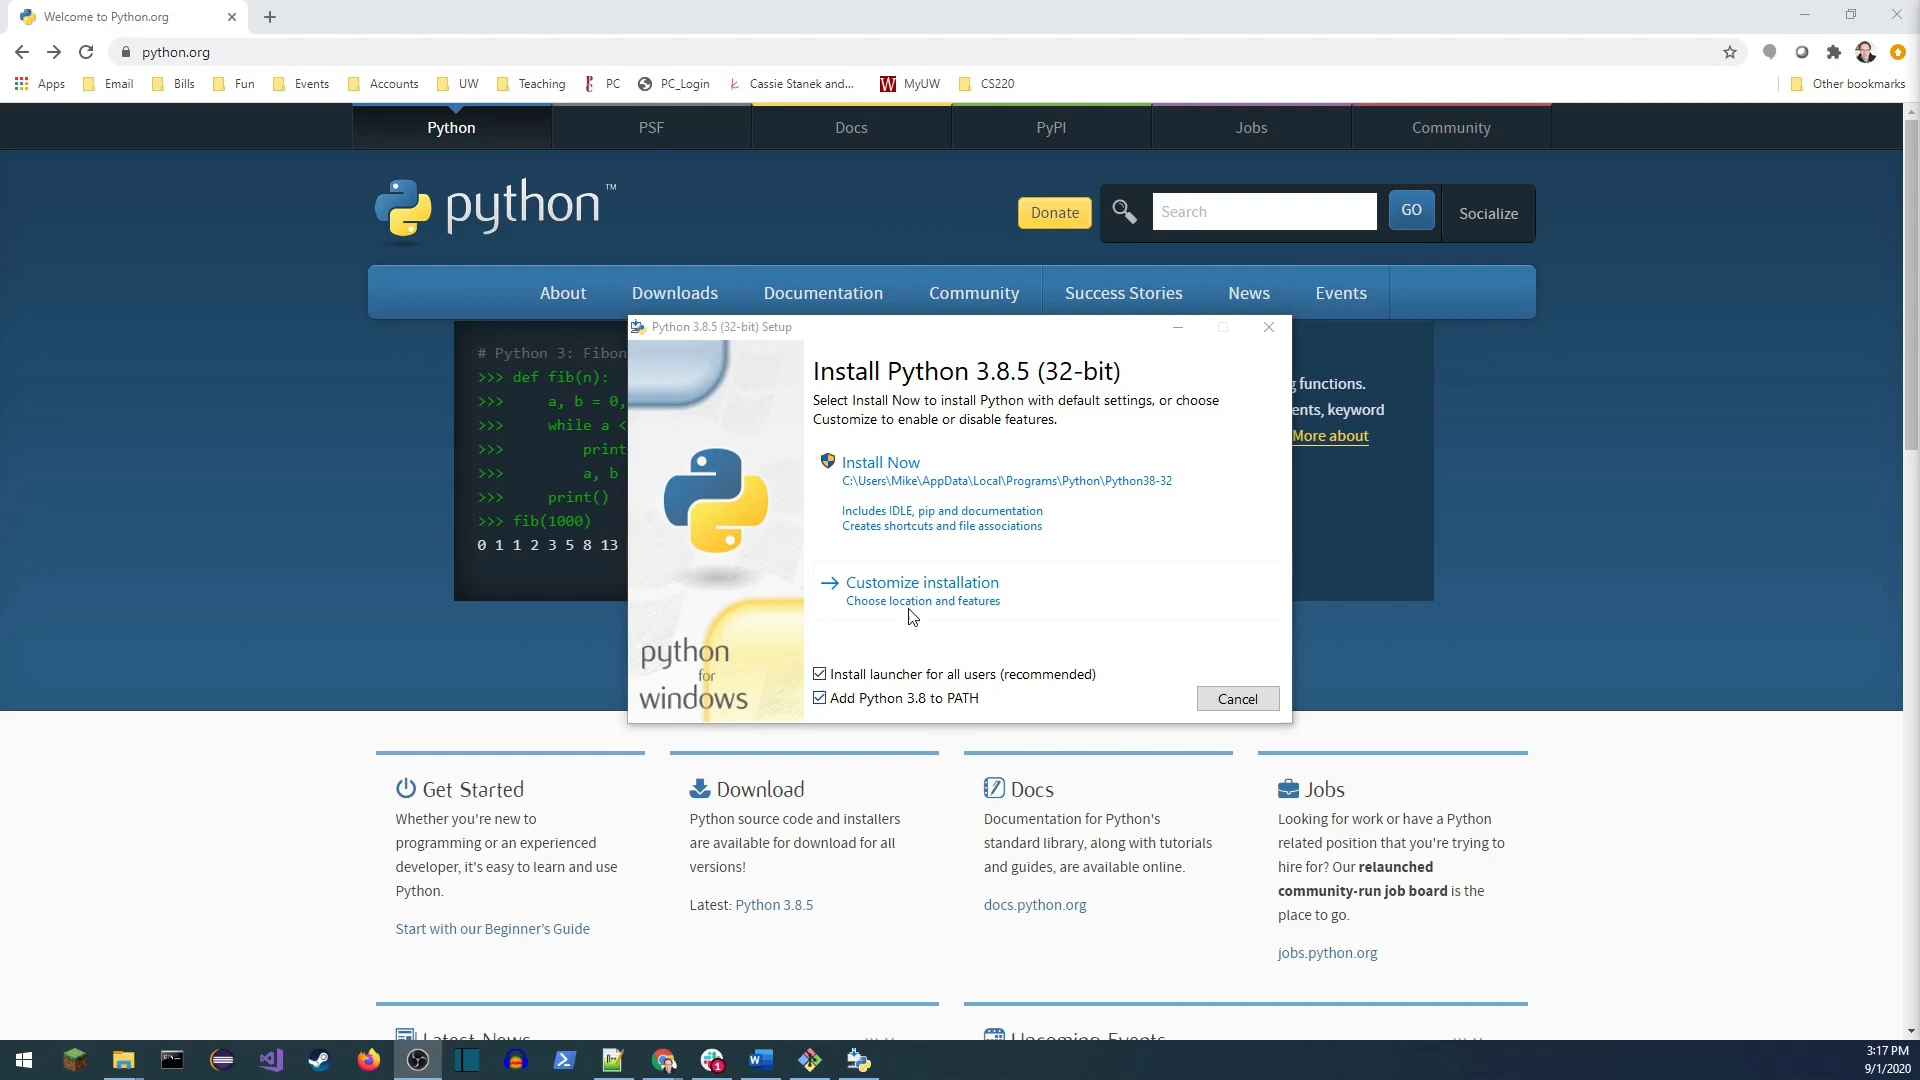 Welcome to Python.org
python.org
Apps Email Bills Fun Events Accounts UW Teaching PC PC_Login Cassie Stanek and... MyUW CS220 Other bookmarks
Python PSF Docs PyPI Jobs Community
python™
Donate
Search
GO
Socialize
About Downloads Documentation Community Success Stories News Events
# Python 3: Fibon
>>> def fib(n):
>>> a, b = 0,
>>> while a <
>>> print
>>> a, b
>>> print()
>>> fib(1000)
0 1 1 2 3 5 8 13
functions.
ents, keyword
More about
Python 3.8.5 (32-bit) Setup
Install Python 3.8.5 (32-bit)
Select Install Now to install Python with default settings, or choose
Customize to enable or disable features.
Install Now
C:\Users\Mike\AppData\Local\Programs\Python\Python38-32
Includes IDLE, pip and documentation
Creates shortcuts and file associations
Customize installation
Choose location and features
python
for
windows
Install launcher for all users (recommended)
Add Python 3.8 to PATH
Cancel
Get Started
Whether you're new to
programming or an experienced
developer, it's easy to learn and use
Python.
Start with our Beginner's Guide
Download
Python source code and installers
are available for download for all
versions!
Latest: Python 3.8.5
Docs
Documentation for Python's
standard library, along with tutorials
and guides, are available online.
docs.python.org
Jobs
Looking for work or have a Python
related position that you're trying to
hire for? Our relaunched
community-run job board is the
place to go.
jobs.python.org
Latest News
Upcoming Events
3:17 PM
9/1/2020